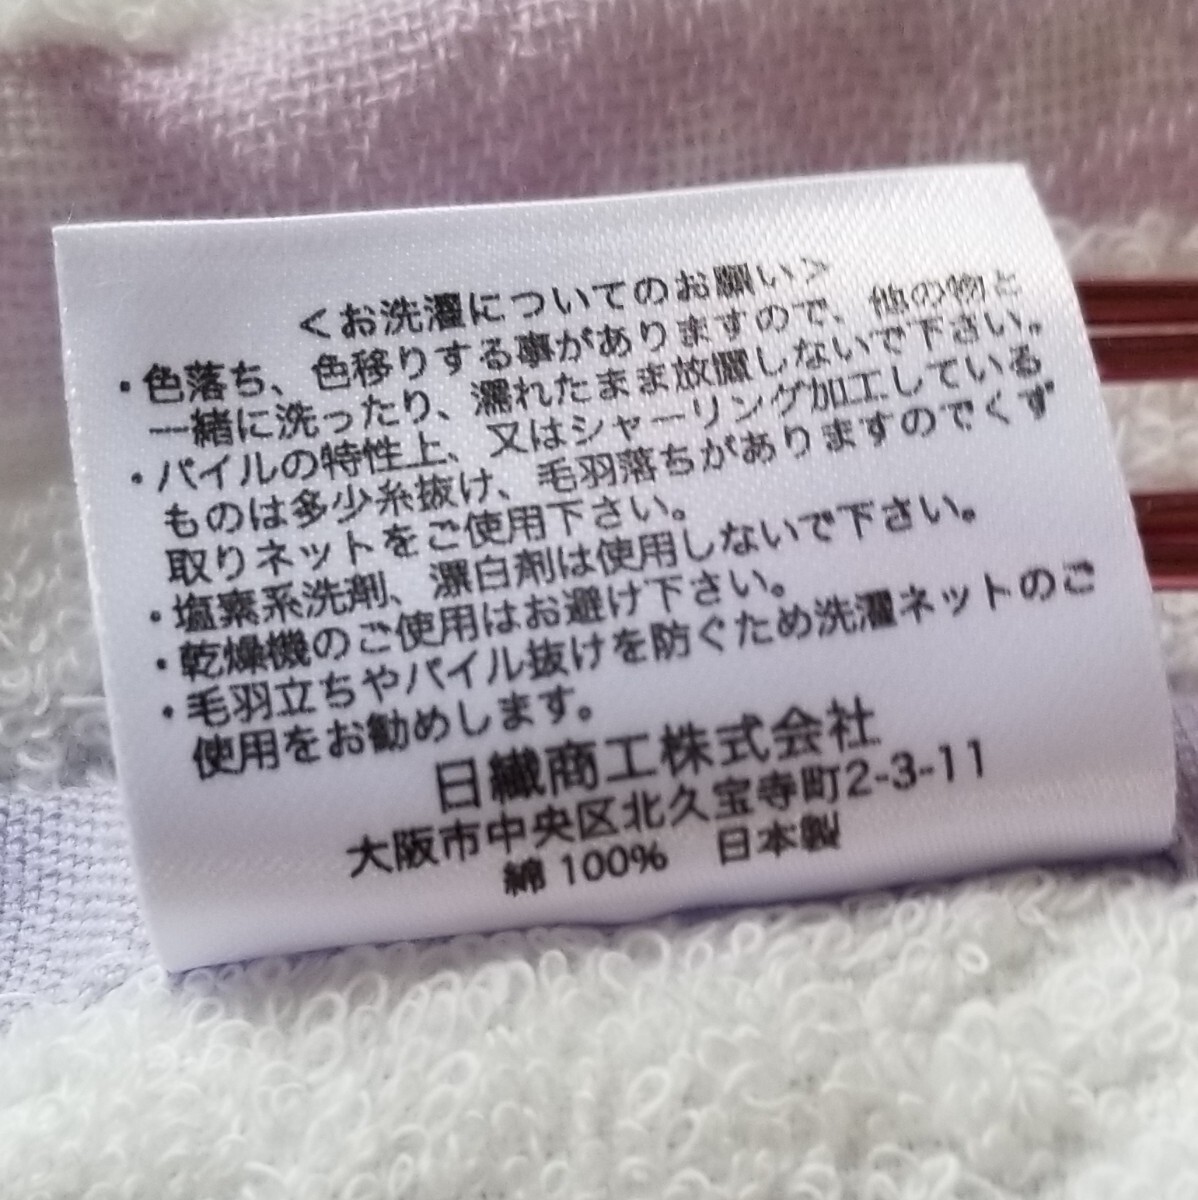 ＜お洗濯についてのお願い＞
・色落ち、色移りする事がありますので、他の物と
一緒に洗ったり、濡れたまま放置しないで下さい。
・パイルの特性上、又はシャーリング加工している
ものは多少糸抜け、毛羽落ちがありますのでくず
取りネットをご使用下さい。
・塩素系洗剤、漂白剤は使用しないで下さい。
・乾燥機のご使用はお避け下さい。
・毛羽立ちやパイル抜けを防ぐため洗濯ネットのご
使用をお勧めします。
日繊商工株式会社
大阪市中央区北久宝寺町2-3-11
綿 100%　日本製